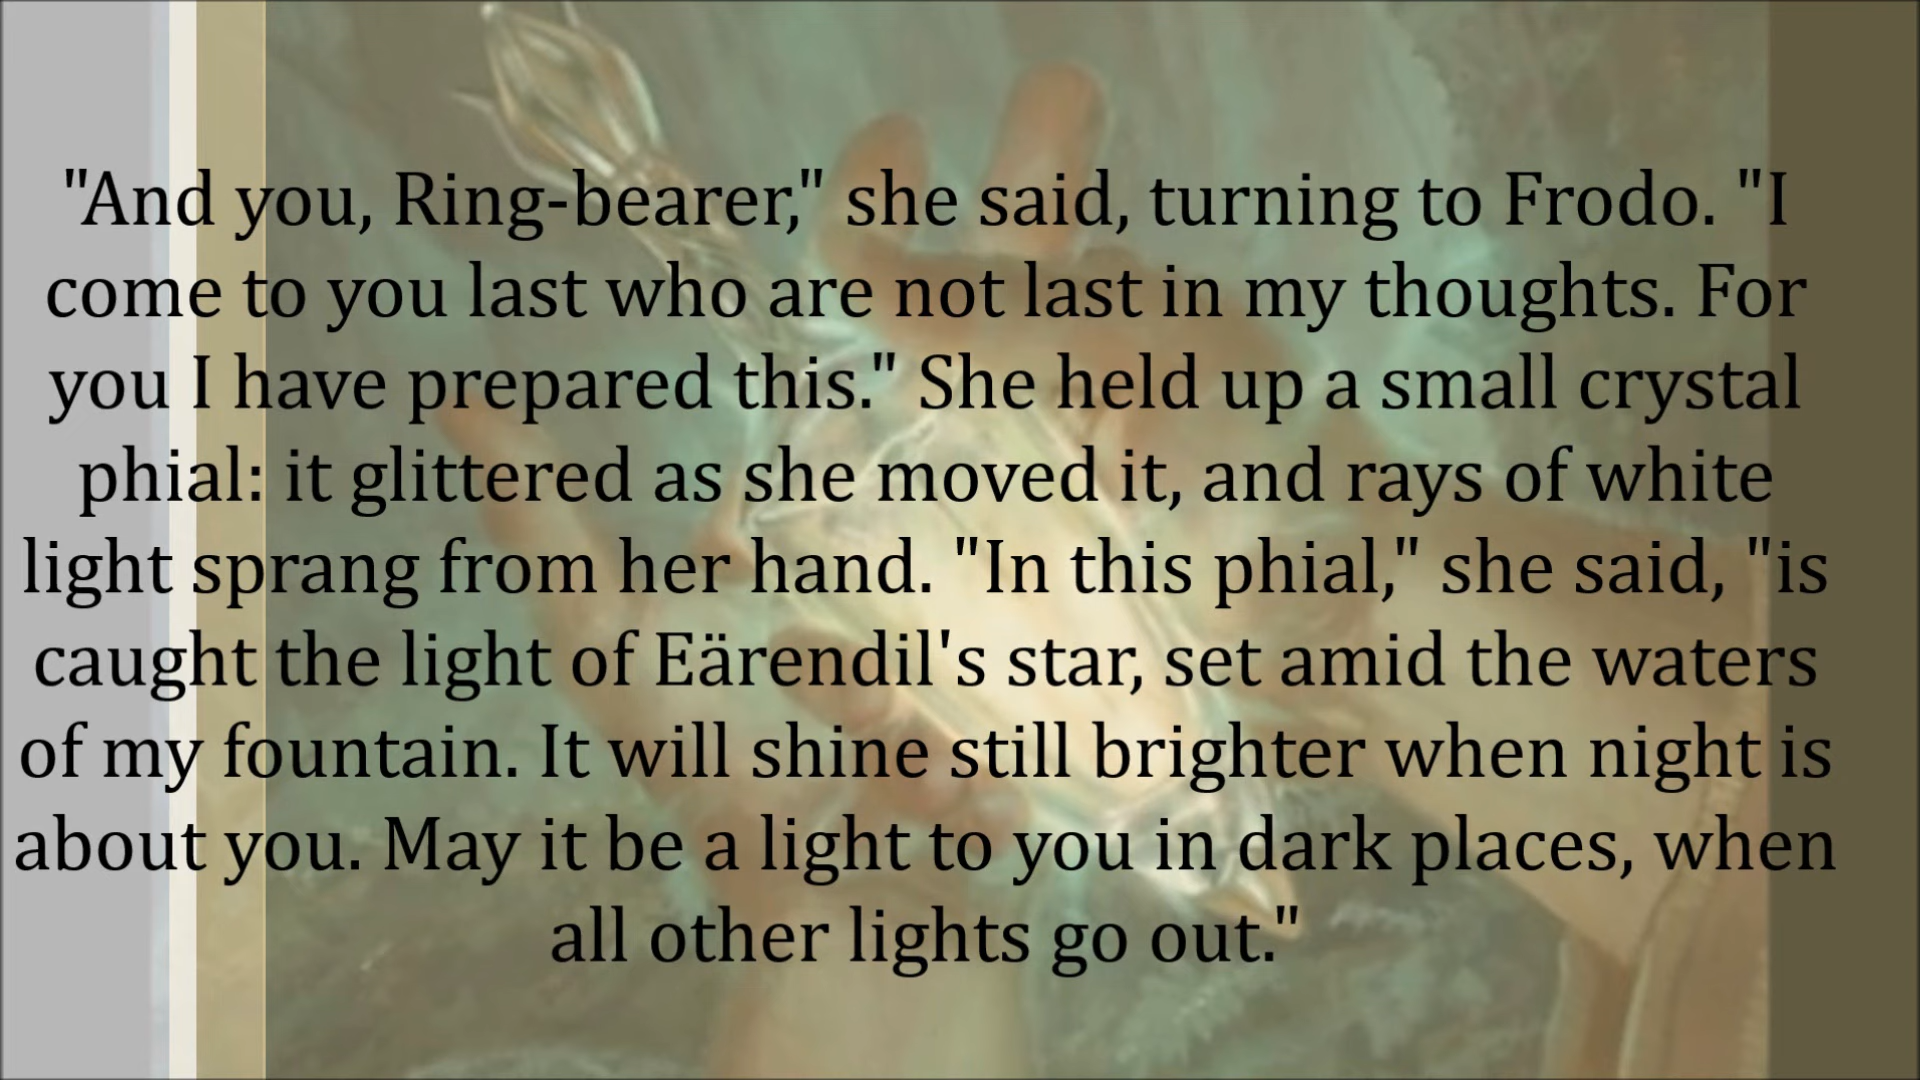 "And you, Ring-bearer," she said, turning to Frodo. "I
come to you last who are not last in my thoughts. For
you I have prepared this." She held up a small crystal
phial: it glittered as she moved it, and rays of white
light sprang from her hand. "In this phial," she said, "is
caught the light of Eärendil's star, set amid the waters
of my fountain. It will shine still brighter when night is
about you. May it be a light to you in dark places, when
all other lights go out."